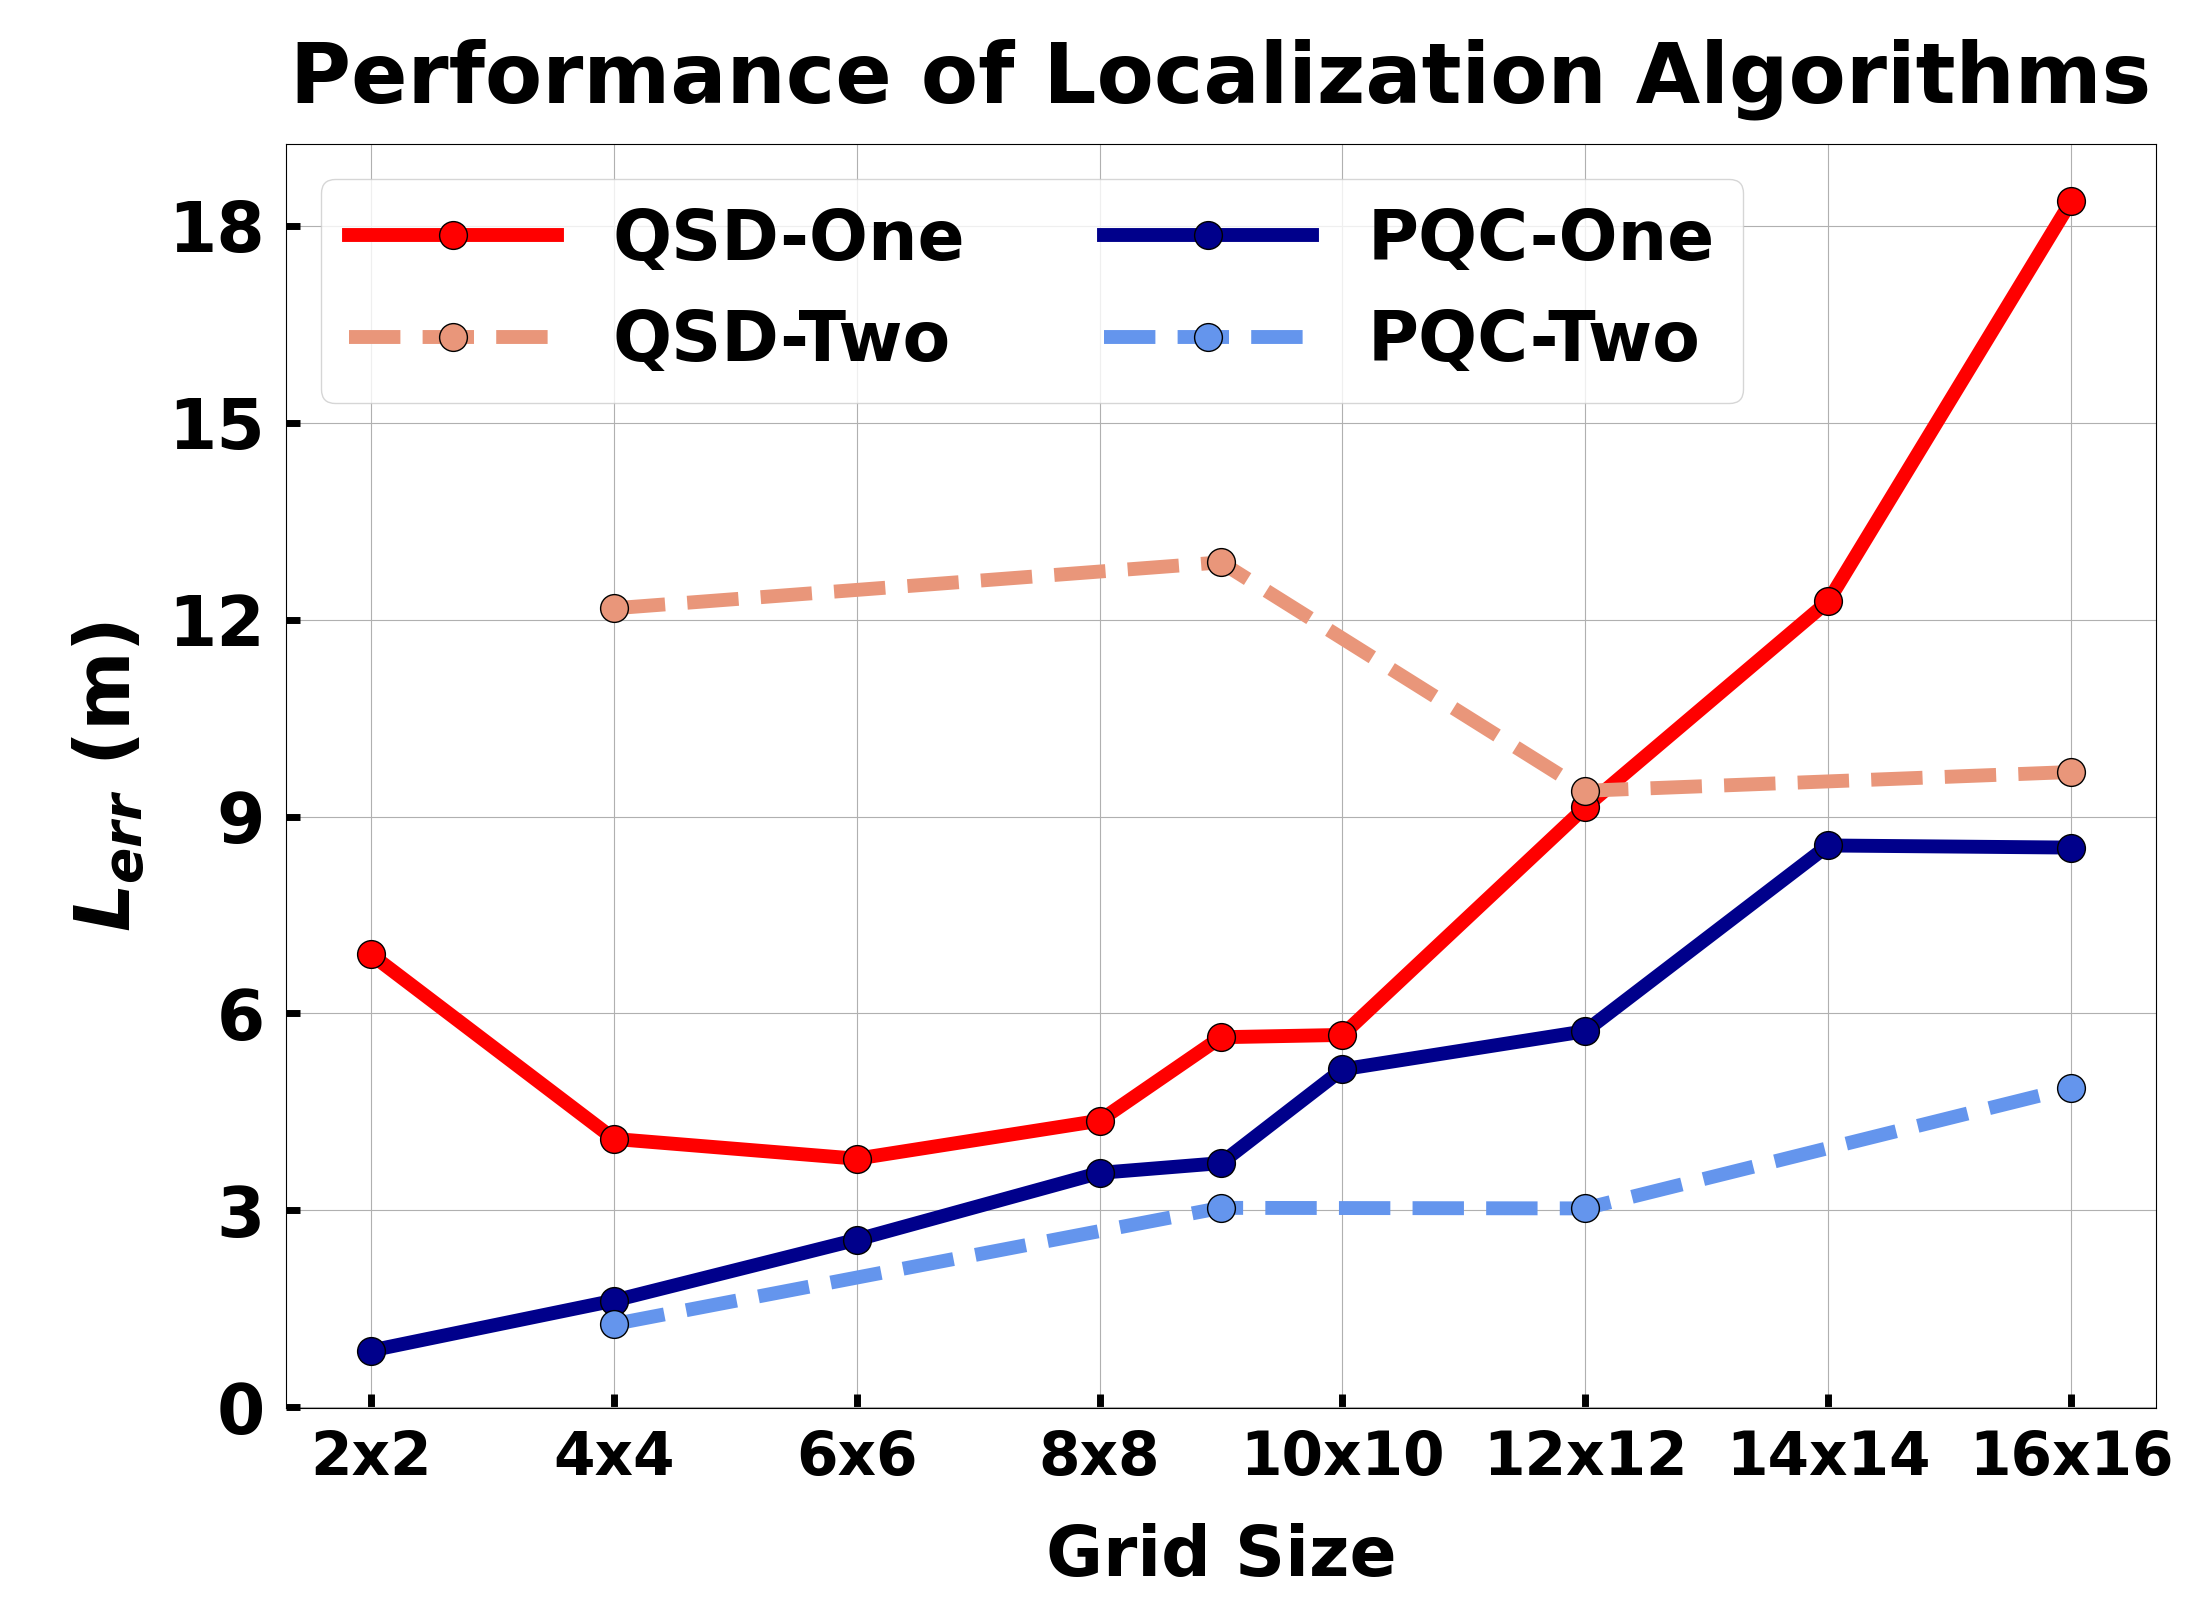 Performance of Localization Algorithms
QSD-One
QSD-Two
PQC-One
PQC-Two
18
15
12
9
6
3
0
L_err (m)
2x2 4x4 6x6 8x8 10x10 12x12 14x14 16x16
Grid Size